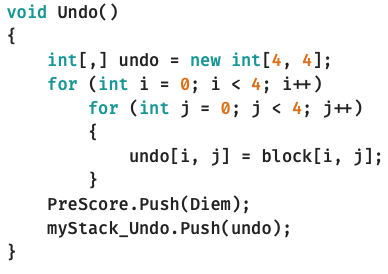 void Undo()
{
    int[,] undo = new int[4, 4];
    for (int i = 0; i < 4; i++)
        for (int j = 0; j < 4; j++)
        {
            undo[i, j] = block[i, j];
        }
    PreScore.Push(Diem);
    myStack_Undo.Push(undo);
}